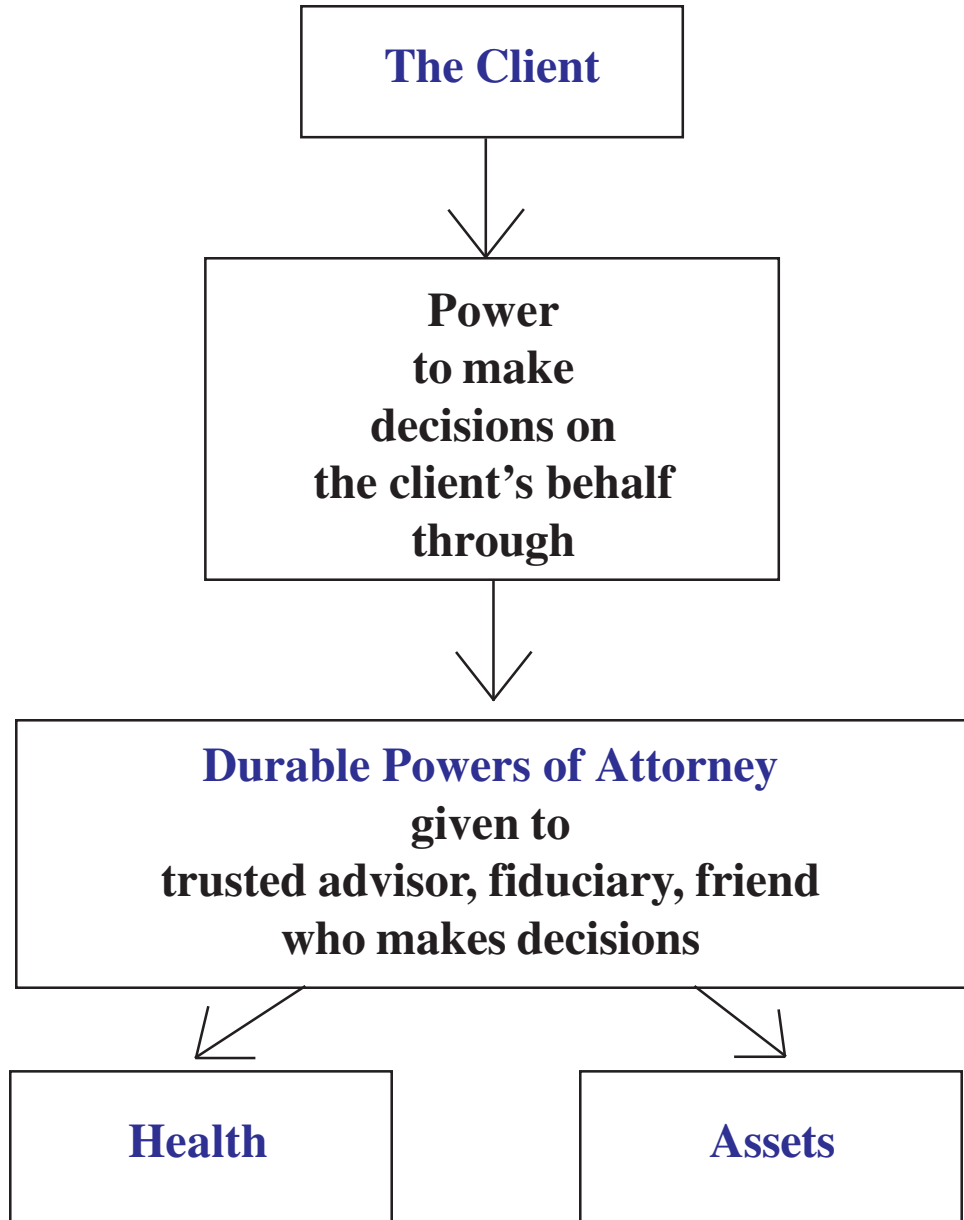 The Client
Power
to make
decisions on
the client’s behalf
through
Durable Powers of Attorney
given to
trusted advisor, fiduciary, friend
who makes decisions
Health
Assets